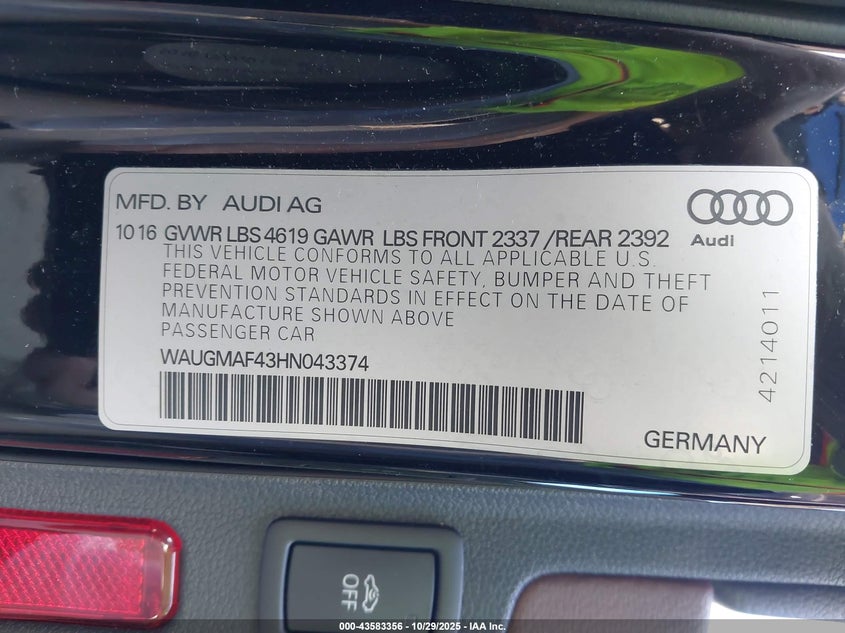 MFD. BY AUDI AG
10 16 GVWR LBS 4619 GAWR LBS FRONT 2337 /REAR 2392
Audi
THIS VEHICLE CONFORMS TO ALL APPLICABLE U.S.
FEDERAL MOTOR VEHICLE SAFETY, BUMPER AND THEFT
PREVENTION STANDARDS IN EFFECT ON THE DATE OF
MANUFACTURE SHOWN ABOVE
PASSENGER CAR
WAUGMAF43HN043374
4214011
GERMANY
OFF
000-43583356 - 10/29/2025 - IAA Inc.